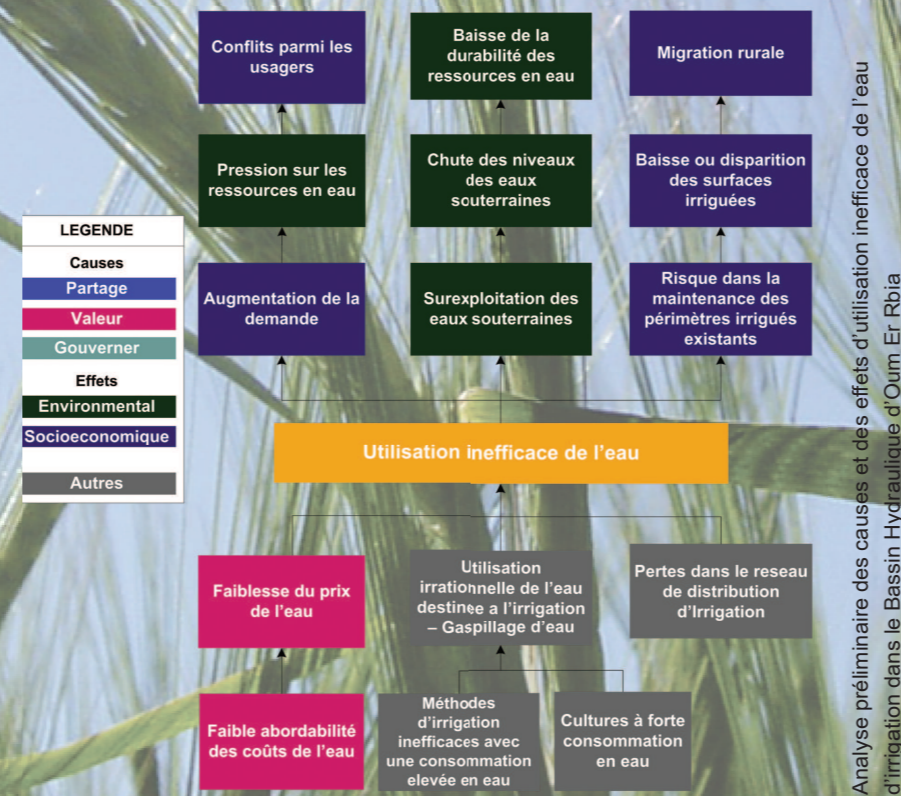 Conflits parmi les
usagers
Baisse de la
durabilité des
ressources en eau
Migration rurale
Pression sur les
ressources en eau
Chute des niveaux
des eaux
souterraines
Baisse ou disparition
des surfaces
irriguées
LEGENDE
Causes
Partage
Valeur
Gouverner
Effets
Environmental
Socioeconomique
Autres
Augmentation de la
demande
Surexploitation des
eaux souterraines
Risque dans la
maintenance des
périmètres irrigués
existants
Utilisation inefficace de l'eau
Faiblesse du prix
de l'eau
Utilisation
irrationnelle de l'eau
destinee a l'irrigation
– Gaspillage d'eau
Pertes dans le reseau
de distribution
d'Irrigation
Faible abordabilité
des coûts de l'eau
Méthodes
d'irrigation
inefficaces avec
une consommation
elevée en eau
Cultures à forte
consommation
en eau
Analyse préliminaire des causes et des effets d'utilisation inefficace de l'eau
d'irrigation dans le Bassin Hydraulique d'Oum Er Rbia